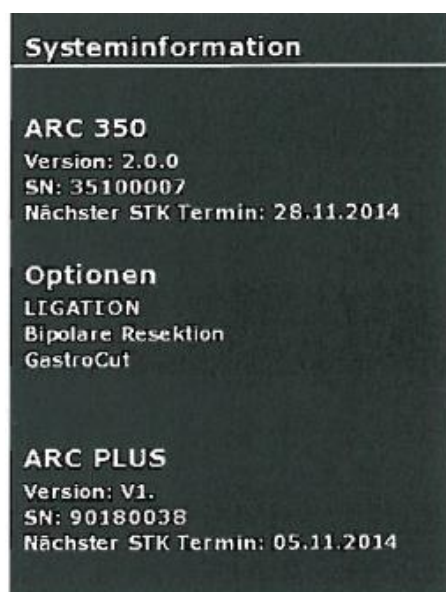 Systeminformation
ARC 350
Version: 2.0.0
SN: 35100007
Nächster STK Termin: 28.11.2014
Optionen
LIGATION
Bipolare Resektion
GastroCut
ARC PLUS
Version: V1.
SN: 90180038
Nächster STK Termin: 05.11.2014